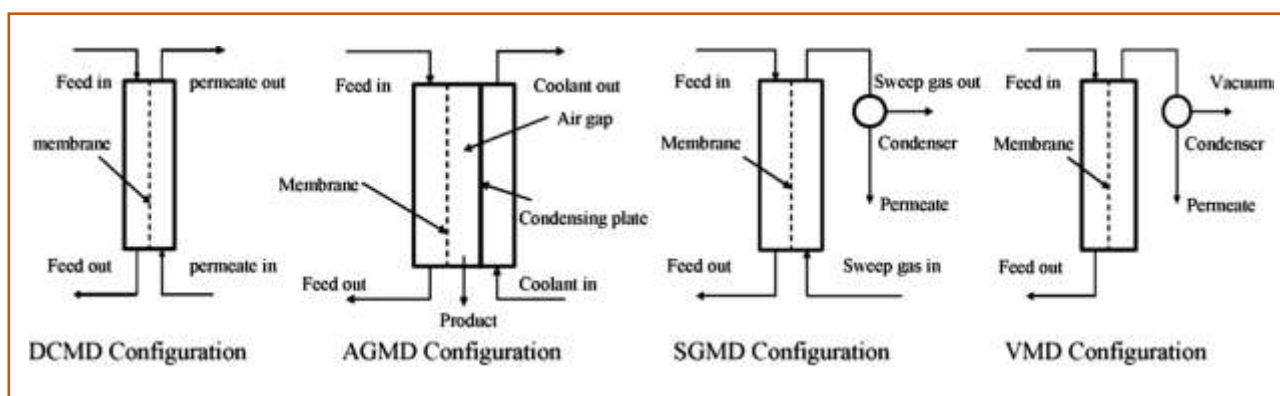 Feed in
permeate out
membrane
Feed out
permeate in
DCMD Configuration
Feed in
Coolant out
Air gap
Membrane
Condensing plate
Feed out
Coolant in
Product
AGMD Configuration
Feed in
Sweep gas out
Membrane
Condenser
Permeate
Feed out
Sweep gas in
SGMD Configuration
Feed in
Vacuums
Membrane
Condenser
Permeate
Feed out
VMD Configuration